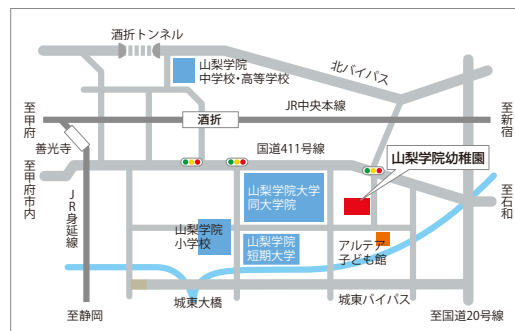 酒折トンネル
山梨学院
中学校・高等学校
北バイパス
JR中央本線
至甲府
酒折
至新宿
善光寺
国道411号線
山梨学院幼稚園
至甲府市内
JR身延線
山梨学院大学
同大学院
至石和
山梨学院
小学校
山梨学院
短期大学
アルテア
子ども館
城東大橋
城東バイパス
至静岡
至国道20号線